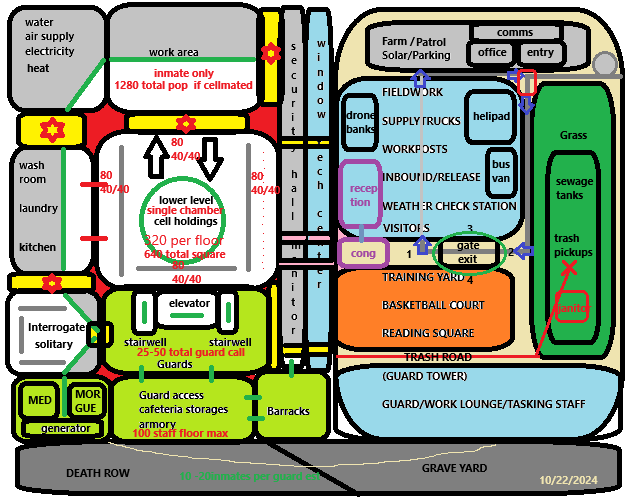 water
air supply
electricity
heat
work area
inmate only
1280 total pop if cellmated
security hall monitor
window tech center
Farm / Patrol
Solar/Parking
comms
office
entry
FIELDWORK
drone
banks
SUPPLY TRUCKS
helipad
WORKPOSTS
bus
van
INBOUND/RELEASE
recep
tion
WEATHER CHECK STATION
VISITORS
cong
1
2
3
4
gate
exit
Grass
sewage
tanks
trash
pickups
janitor
wash
room
laundry
kitchen
80
40/40
80
40/40
80
40/40
lower level
single chamber
cell holdings
320 per floor
640 total square
80
40/40
TRAINING YARD
BASKETBALL COURT
READING SQUARE
TRASH ROAD
(GUARD TOWER)
GUARD/WORK LOUNGE/TASKING STAFF
Interrogate
solitary
elevator
stairwell
stairwell
25-50 total guard call
Guards
MED
MOR
GUE
generator
Guard access
cafeteria storages
armory
100 staff floor max
Barracks
DEATH ROW
GRAVE YARD
10/22/2024